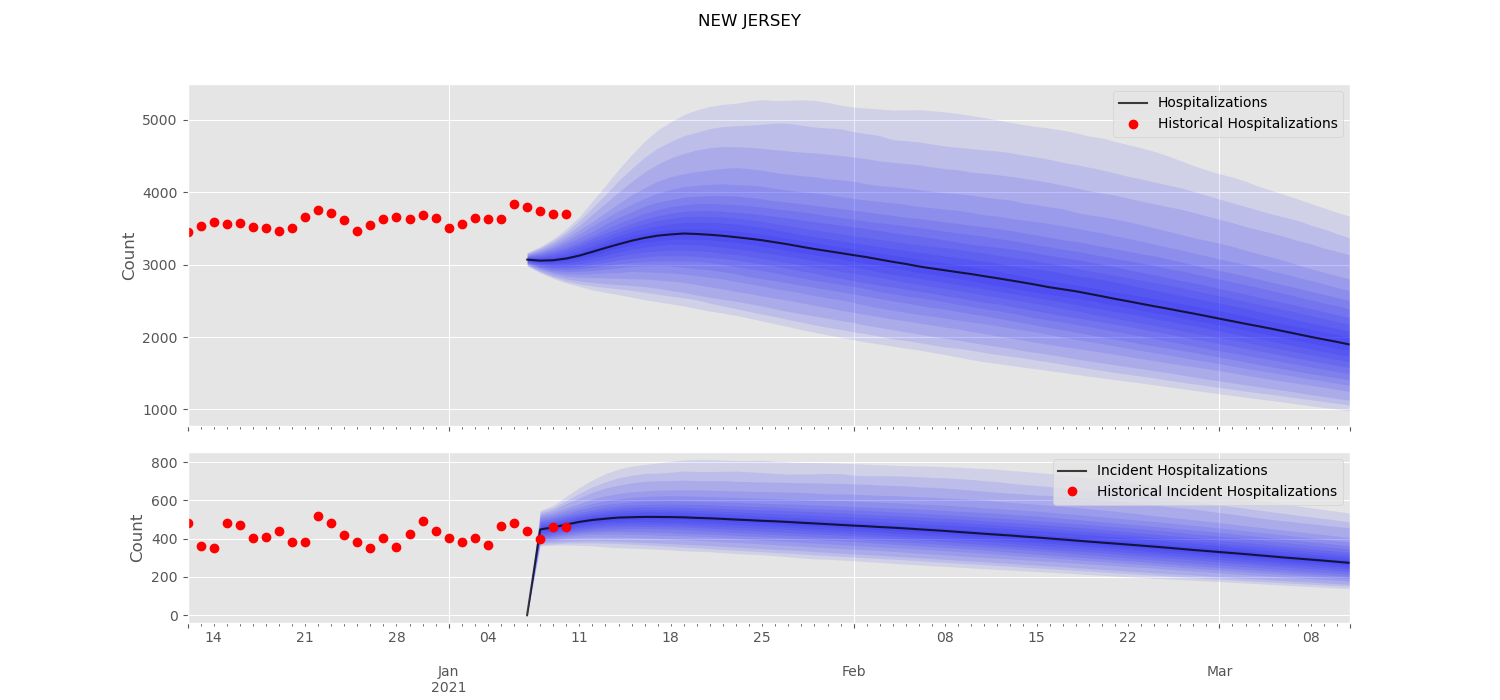 NEW JERSEY
5000
4000
3000
2000
1000
Count
Hospitalizations
Historical Hospitalizations
800
600
400
200
0
Count
Incident Hospitalizations
Historical Incident Hospitalizations
14 21 28 04 11 18 25 08 15 22 08
Jan Feb Mar
2021